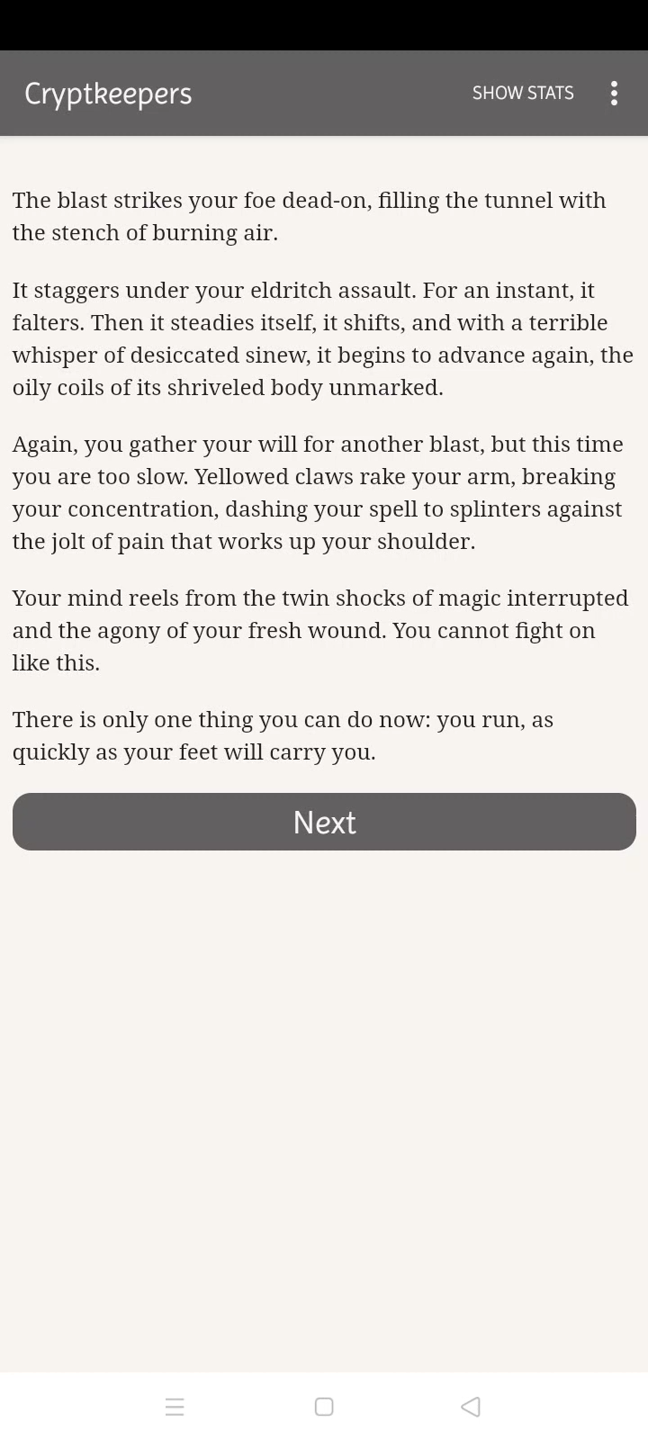 Cryptkeepers
SHOW STATS
The blast strikes your foe dead-on, filling the tunnel with
the stench of burning air.
It staggers under your eldritch assault. For an instant, it
falters. Then it steadies itself, it shifts, and with a terrible
whisper of desiccated sinew, it begins to advance again, the
oily coils of its shriveled body unmarked.
Again, you gather your will for another blast, but this time
you are too slow. Yellowed claws rake your arm, breaking
your concentration, dashing your spell to splinters against
the jolt of pain that works up your shoulder.
Your mind reels from the twin shocks of magic interrupted
and the agony of your fresh wound. You cannot fight on
like this.
There is only one thing you can do now: you run, as
quickly as your feet will carry you.
Next